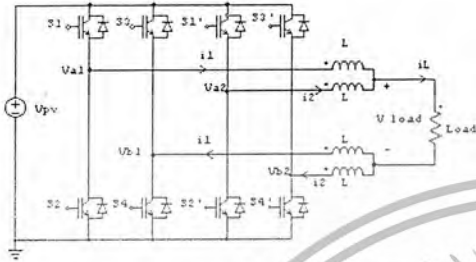 S1
S3
S1'
S3'
Va1
i1
L
iL
Va2
i2
L
+
Vpv
V load
Load
Vb1
i1
L
-
Vb2
i2
L
S2
S4
S2'
S4'